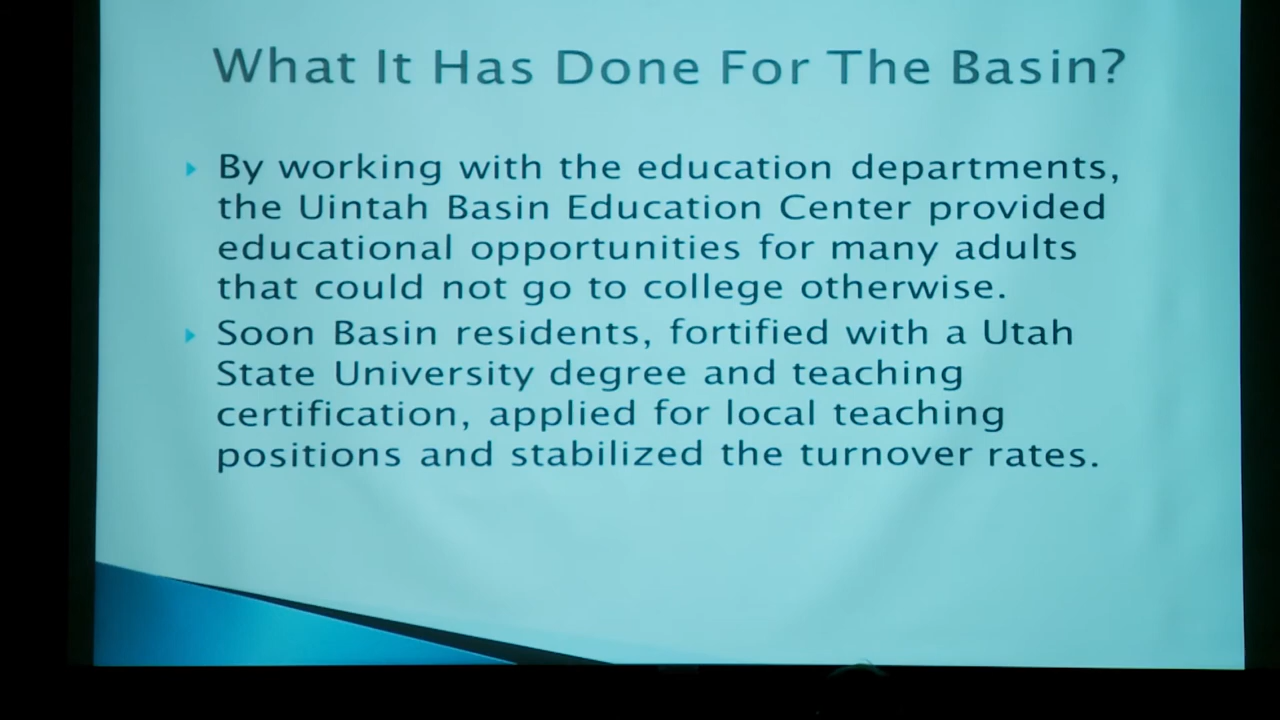 What It Has Done For The Basin?
By working with the education departments,
the Uintah Basin Education Center provided
educational opportunities for many adults
that could not go to college otherwise.
Soon Basin residents, fortified with a Utah
State University degree and teaching
certification, applied for local teaching
positions and stabilized the turnover rates.